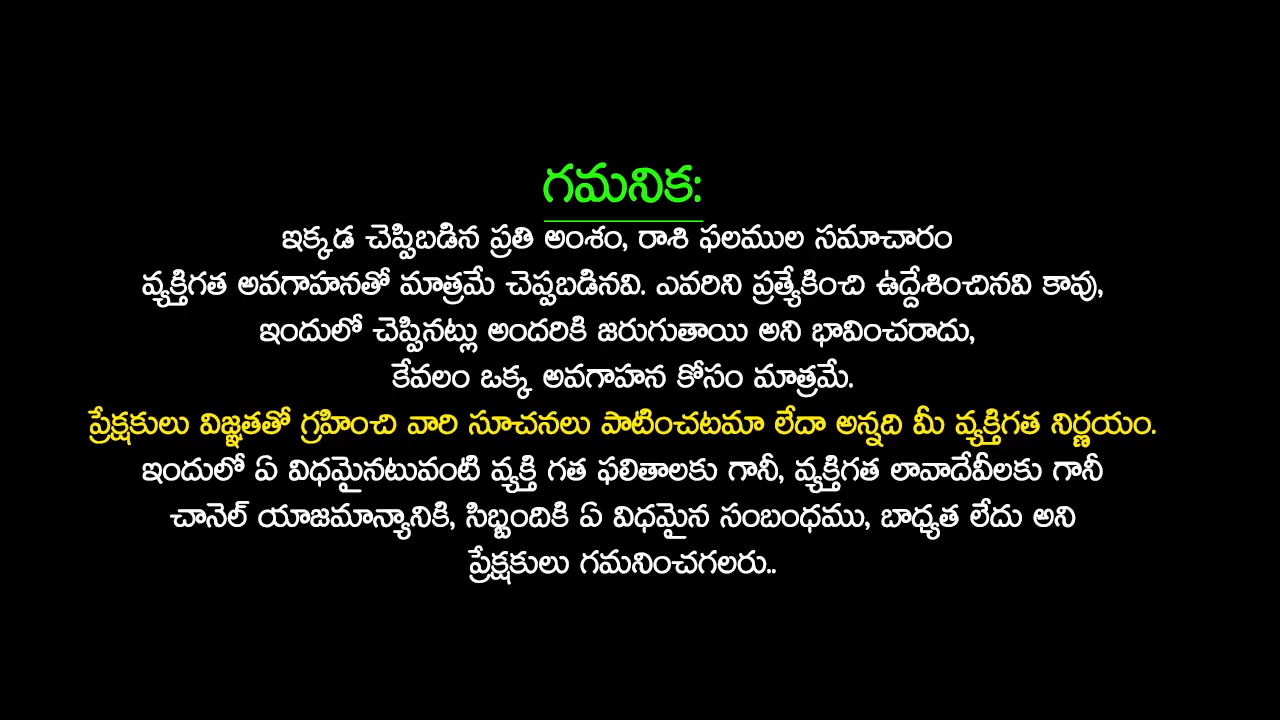 గమనిక:
ఇక్కడ చెప్పిబడిన ప్రతి అంశం, రాశి ఫలముల సమాచారం
వ్యక్తిగత అవగాహనతో మాత్రమే చెప్పబడినవి. ఎవరిని ప్రత్యేకించి ఉద్దేశించినవి కావు,
ఇందులో చెప్పినట్లు అందరికి జరుగుతాయి అని భావించరాదు,
కేవలం ఒక్క అవగాహన కోసం మాత్రమే.
ప్రేక్షకులు విజ్ఞతతో గ్రహించి వారి సూచనలు పాటించటమా లేదా అన్నది మీ వ్యక్తిగత నిర్ణయం.
ఇందులో ఏ విధమైనటువంటి వ్యక్తి గత ఫలితాలకు గానీ, వ్యక్తిగత లావాదేవీలకు గానీ
చానెల్ యాజమాన్యానికి, సిబ్బందికి ఏ విధమైన సంబంధము, బాధ్యత లేదు అని
ప్రేక్షకులు గమనించగలరు..